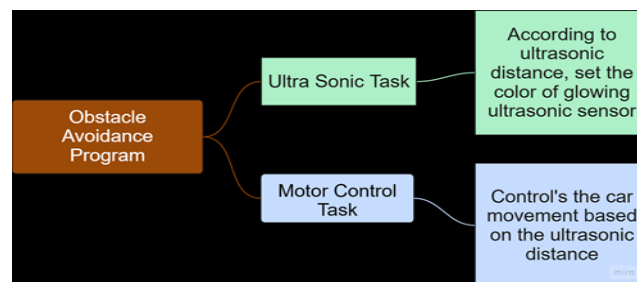 Obstacle
Avoidance
Program
Ultra Sonic Task
According to
ultrasonic
distance, set the
color of glowing
ultrasonic sensor
Motor Control
Task
Control's the car
movement based
on the ultrasonic
distance
miro